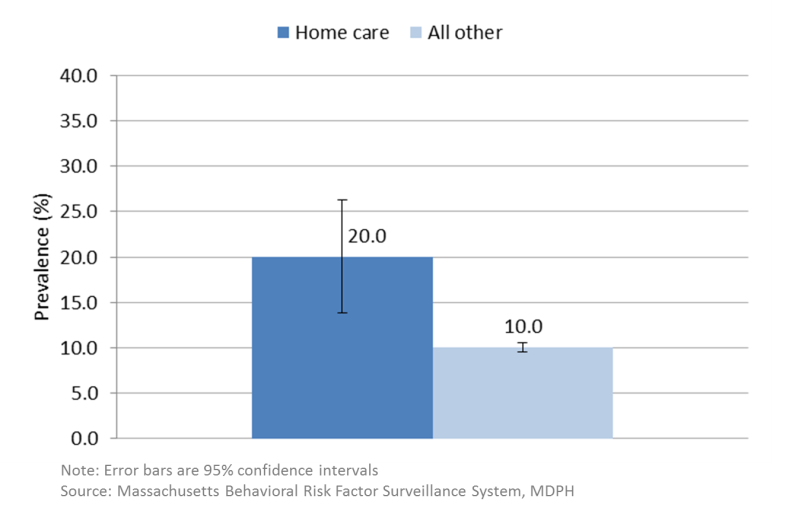 Home care All other
40.0
35.0
30.0
25.0
20.0
15.0
10.0
5.0
0.0
Prevalence (%)
20.0
10.0
Note: Error bars are 95% confidence intervals
Source: Massachusetts Behavioral Risk Factor Surveillance System, MDPH